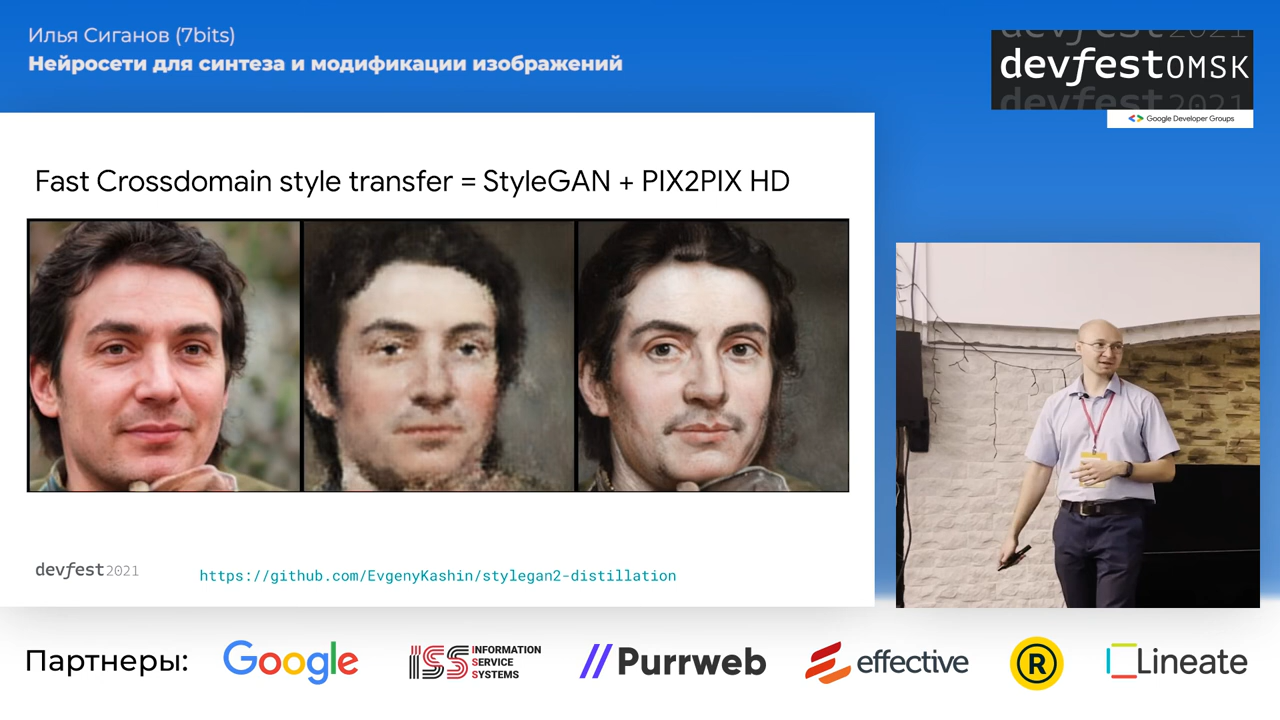 Илья Сиганов (7bits)
Нейросети для синтеза и модификации изображений
devfest2021
devfestOMSK
devfest2021
Google Developer Groups
Fast Crossdomain style transfer = StyleGAN + PIX2PIX HD
devfest2021
https://github.com/EvgenyKashin/stylegan2-distillation
Партнеры:
Google
ISS INFORMATION
SERVICE
SYSTEMS
// Purrweb
effective
R
Lineate